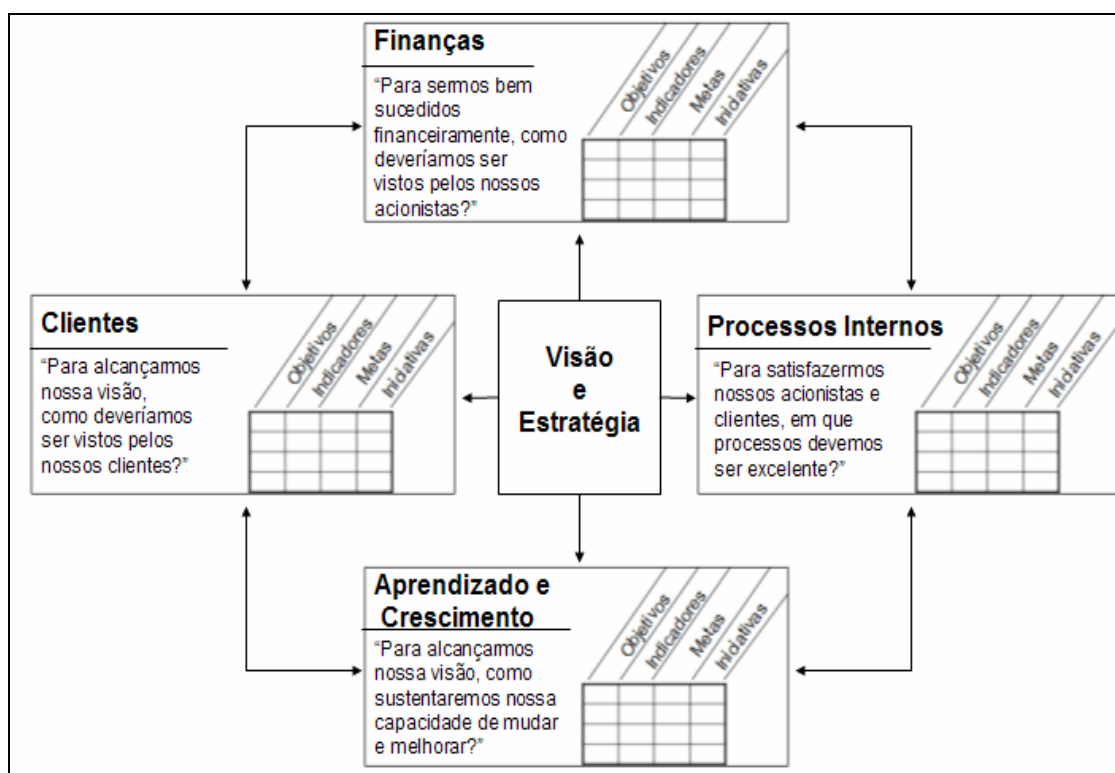 Finanças
“Para sermos bem
sucedidos
financeiramente, como
deveríamos ser
vistos pelos nossos
acionistas?”
Objetivos
Indicadores
Metas
Iniciativas
Clientes
“Para alcançarmos
nossa visão,
como deveríamos
ser vistos pelos
nossos clientes?”
Objetivos
Indicadores
Metas
Iniciativas
Visão
e
Estratégia
Processos Internos
“Para satisfazermos
nossos acionistas e
clientes, em que
processos devemos
ser excelente?”
Objetivos
Indicadores
Metas
Iniciativas
Aprendizado e
Crescimento
“Para alcançarmos
nossa visão, como
sustentaremos nossa
capacidade de mudar
e melhorar?”
Objetivos
Indicadores
Metas
Iniciativas